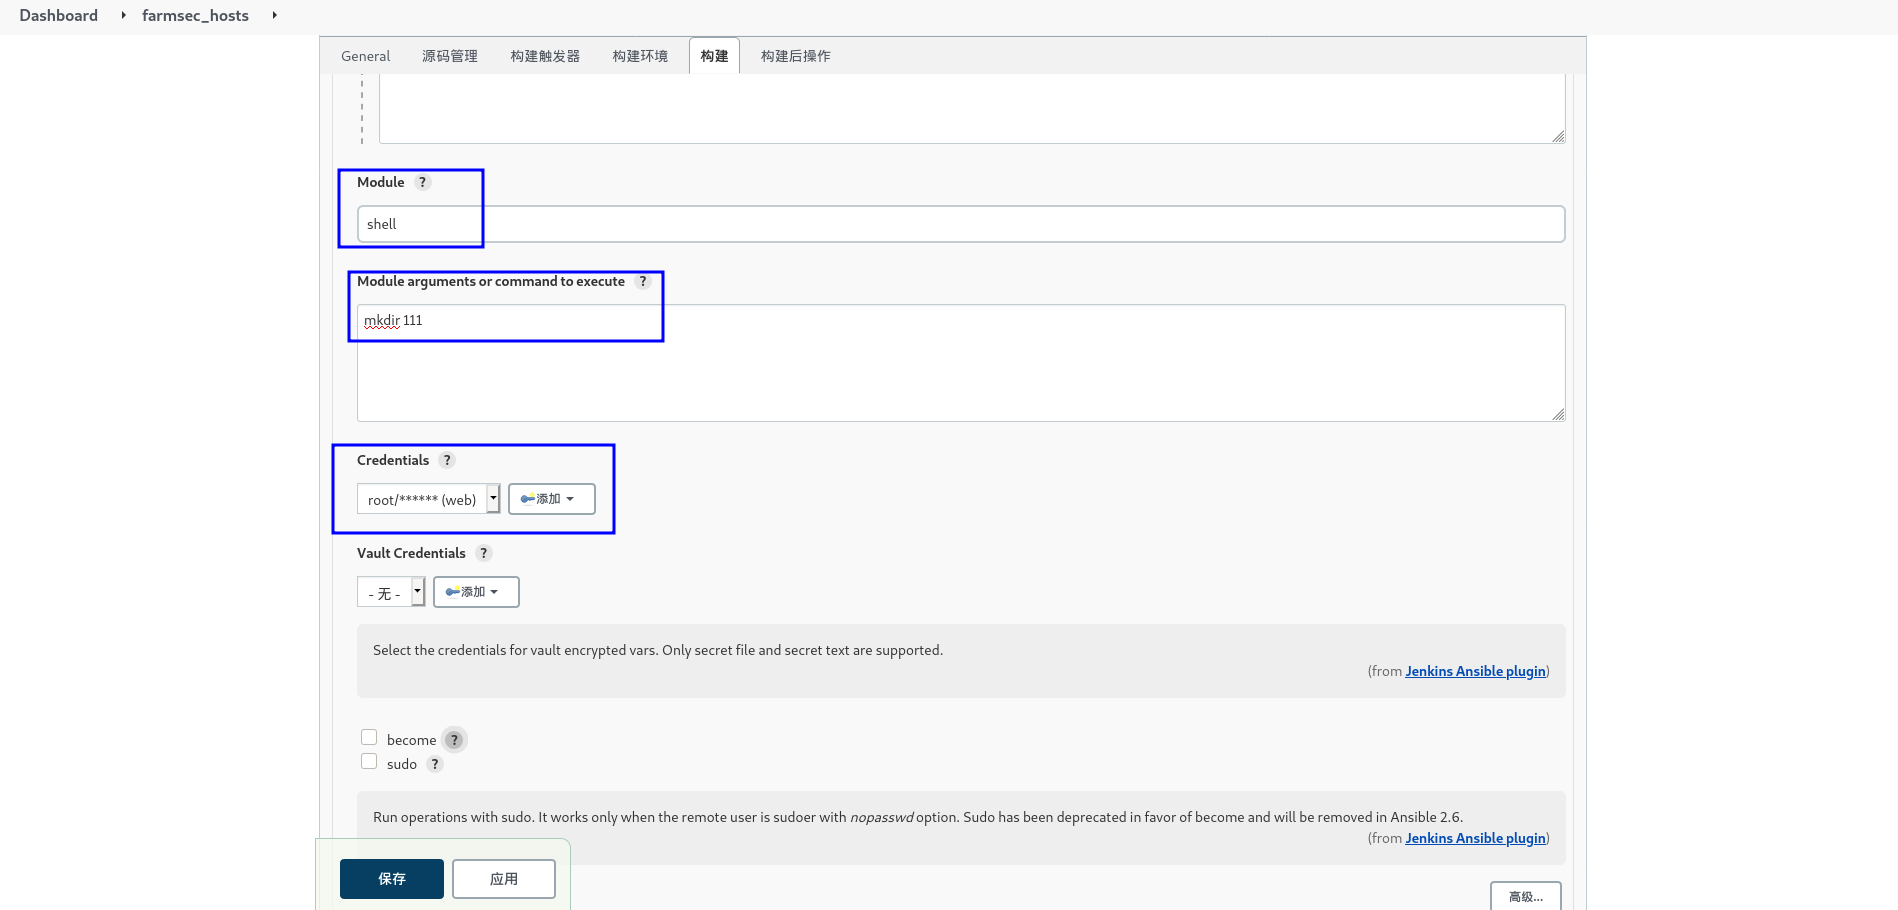 Dashboard farmsec_hosts
General 源码管理 构建触发器 构建环境 构建 构建后操作
Module ?
shell
Module arguments or command to execute ?
mkdir 111
Credentials ?
root/****** (web) 添加
Vault Credentials ?
- 无 - 添加
Select the credentials for vault encrypted vars. Only secret file and secret text are supported.
(from Jenkins Ansible plugin)
become ?
sudo ?
Run operations with sudo. It works only when the remote user is sudoer with nopasswd option. Sudo has been deprecated in favor of become and will be removed in Ansible 2.6.
(from Jenkins Ansible plugin)
保存 应用
高级...